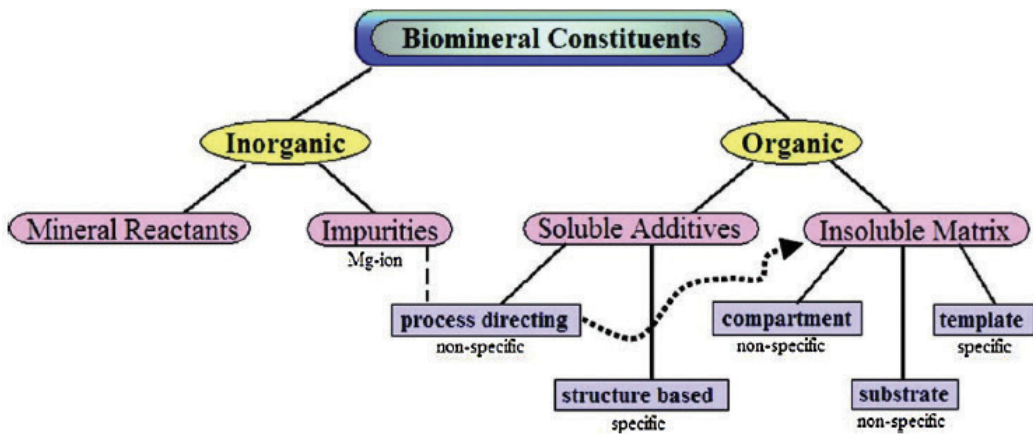 Biomineral Constituents
Inorganic
Organic
Mineral Reactants
Impurities
Mg-ion
Soluble Additives
Insoluble Matrix
process directing
non-specific
compartment
non-specific
template
specific
structure based
specific
substrate
non-specific